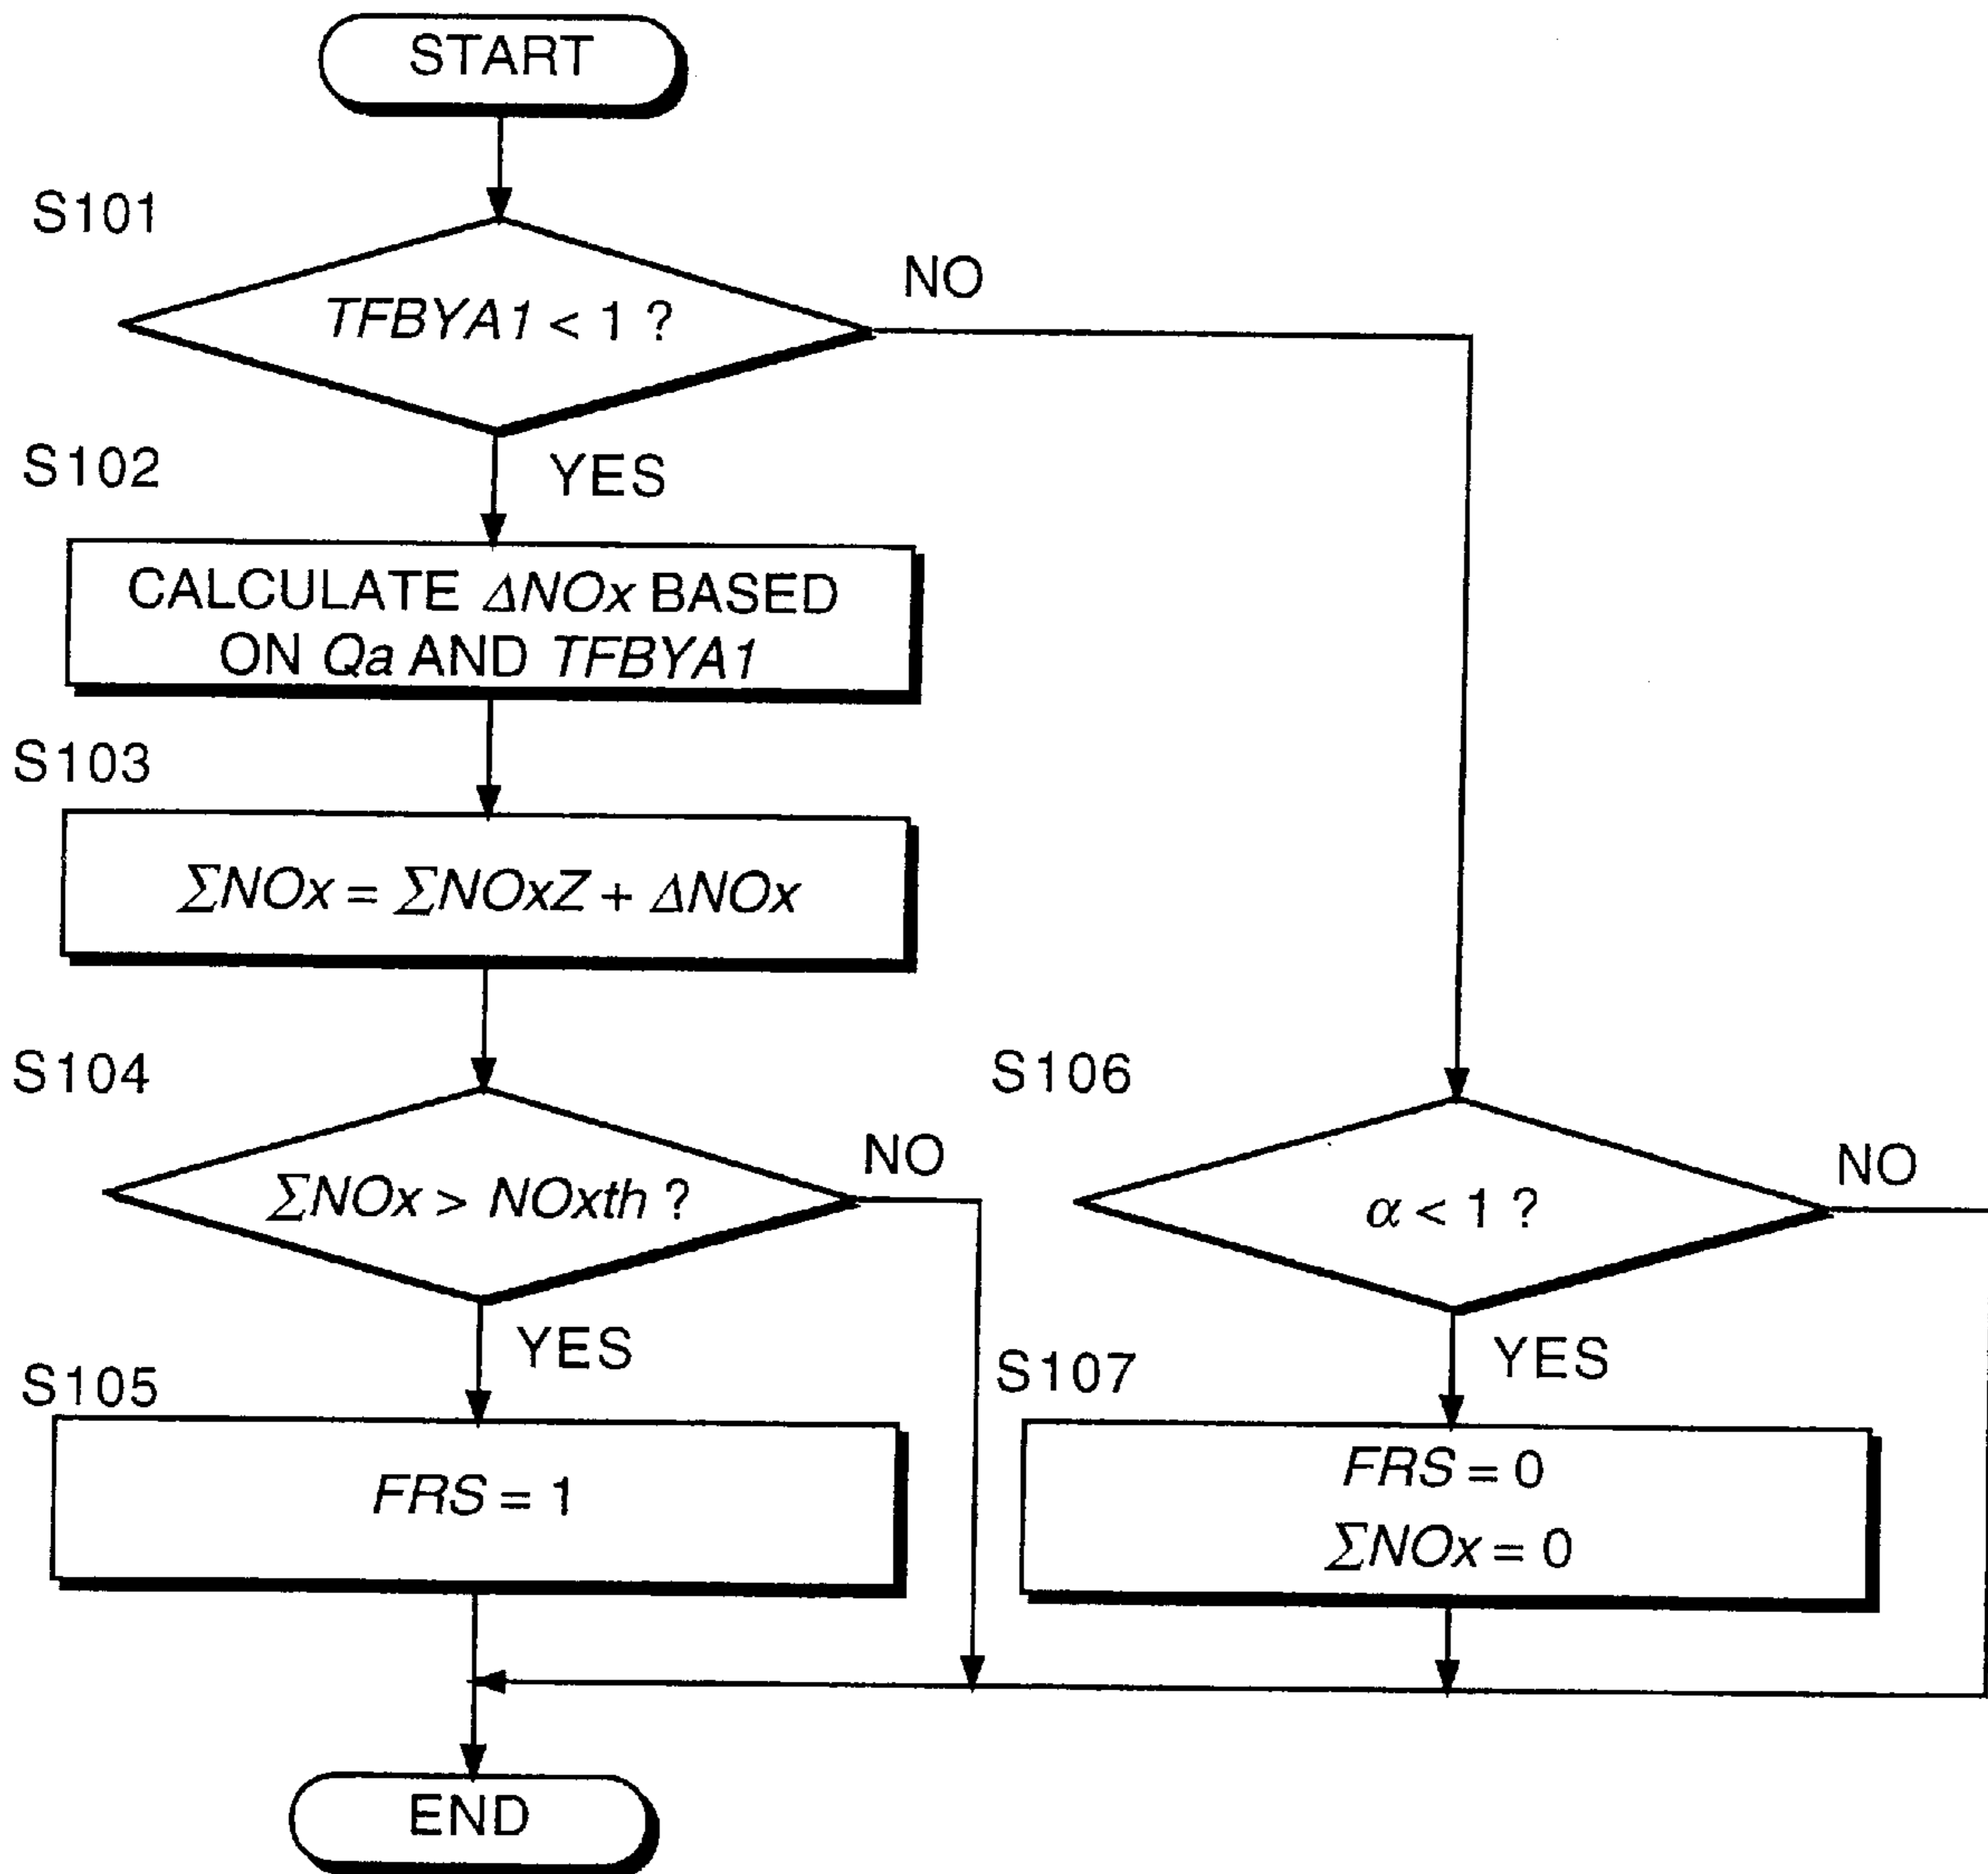 START
S101
TFBYA1 < 1 ?
NO
S102
YES
CALCULATE ΔNOx BASED
ON Qa AND TFBYA1
S103
ΣNOx = ΣNOxZ + ΔNOx
S104
ΣNOx > NOxth ?
NO
YES
S105
FRS = 1
S106
α < 1 ?
NO
YES
S107
FRS = 0
ΣNOx = 0
END